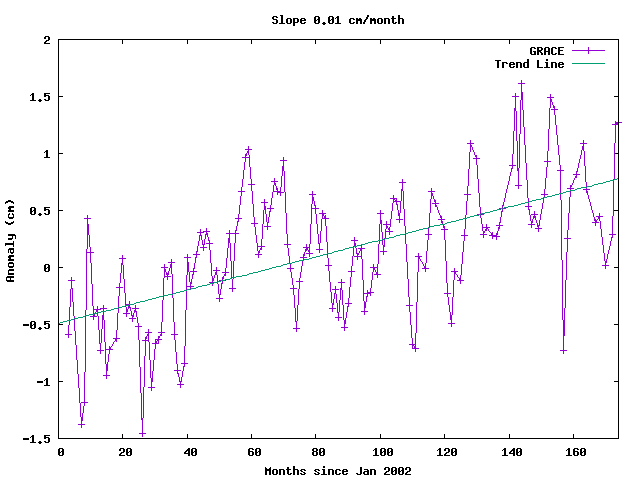 Slope 0.01 cm/month
GRACE
Trend Line
2
1.5
1
0.5
0
-0.5
-1
-1.5
Anomaly (cm)
0 20 40 60 80 100 120 140 160
Months since Jan 2002